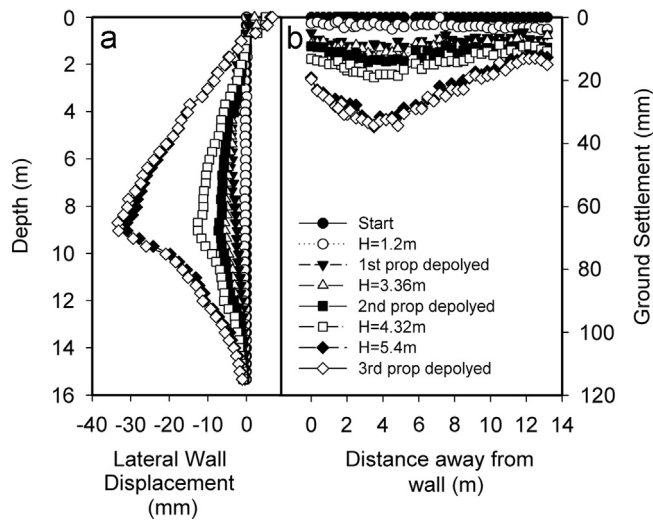 a
b
0
2
4
6
8
10
12
14
16
Depth (m)
-40 -30 -20 -10 0
Lateral Wall
Displacement
(mm)
Start
H=1.2m
1st prop depolyed
H=3.36m
2nd prop depolyed
H=4.32m
H=5.4m
3rd prop depolyed
0 2 4 6 8 10 12 14
Distance away from
wall (m)
0
20
40
60
80
100
120
Ground Settlement (mm)